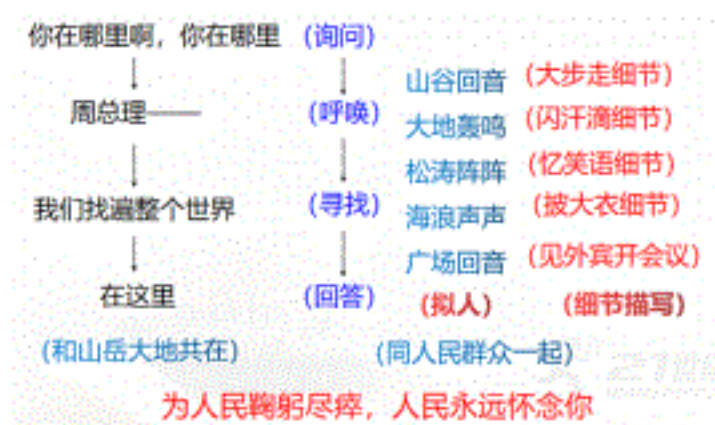 你在哪里啊，你在哪里 （询问）
山谷回音 （大步走细节）
周总理—— （呼唤）
大地轰鸣 （闪汗滴细节）
松涛阵阵 （忆笑语细节）
我们找遍整个世界 （寻找）
海浪声声 （披大衣细节）
广场回音 （见外宾开会议）
在这里 （回答）
（拟人） （细节描写）
（和山岳大地共在） （同人民群众一起）
为人民鞠躬尽瘁，人民永远怀念你